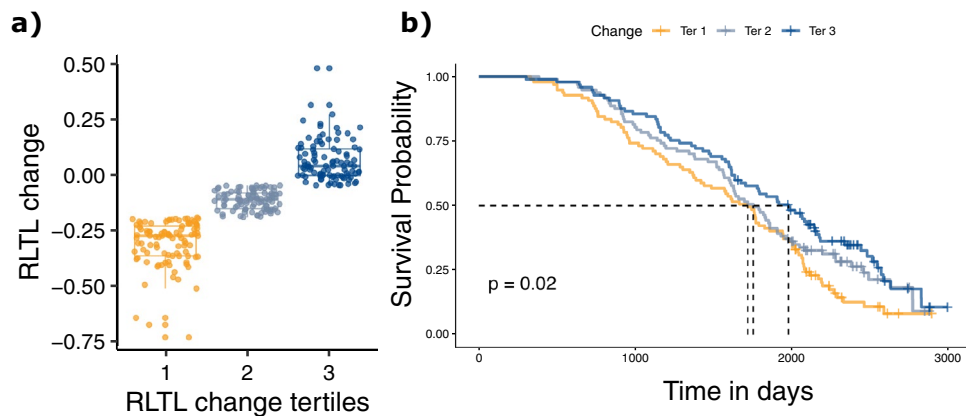 a)
0.50
0.25
0.00
−0.25
−0.50
−0.75
RLTL change
1 2 3
RLTL change tertiles
b)
Change Ter 1 Ter 2 Ter 3
1.00
0.75
0.50
0.25
0.00
Survival Probability
p = 0.02
0 1000 2000 3000
Time in days